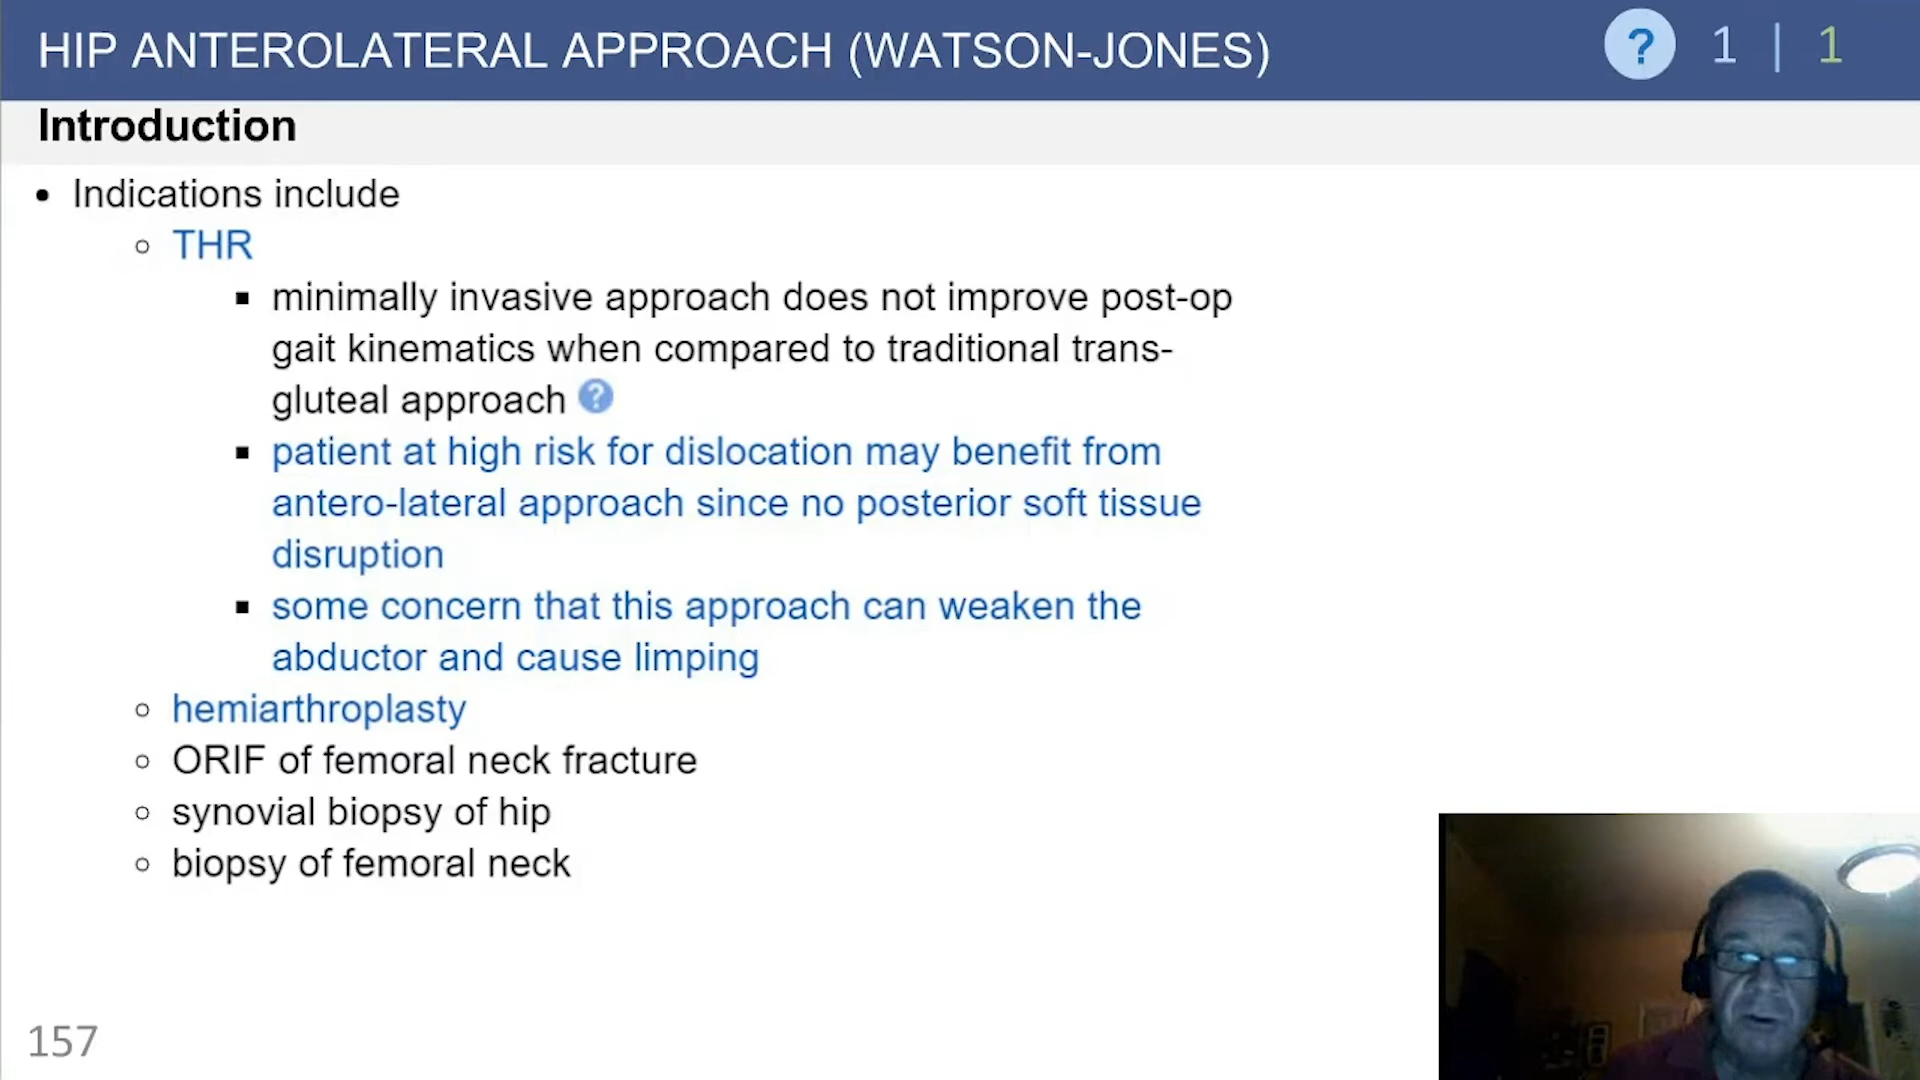 HIP ANTEROLATERAL APPROACH (WATSON-JONES)
? 1 | 1
Introduction
• Indications include
○ THR
▪ minimally invasive approach does not improve post-op
gait kinematics when compared to traditional trans-
gluteal approach ?
▪ patient at high risk for dislocation may benefit from
antero-lateral approach since no posterior soft tissue
disruption
▪ some concern that this approach can weaken the
abductor and cause limping
○ hemiarthroplasty
○ ORIF of femoral neck fracture
○ synovial biopsy of hip
○ biopsy of femoral neck
157